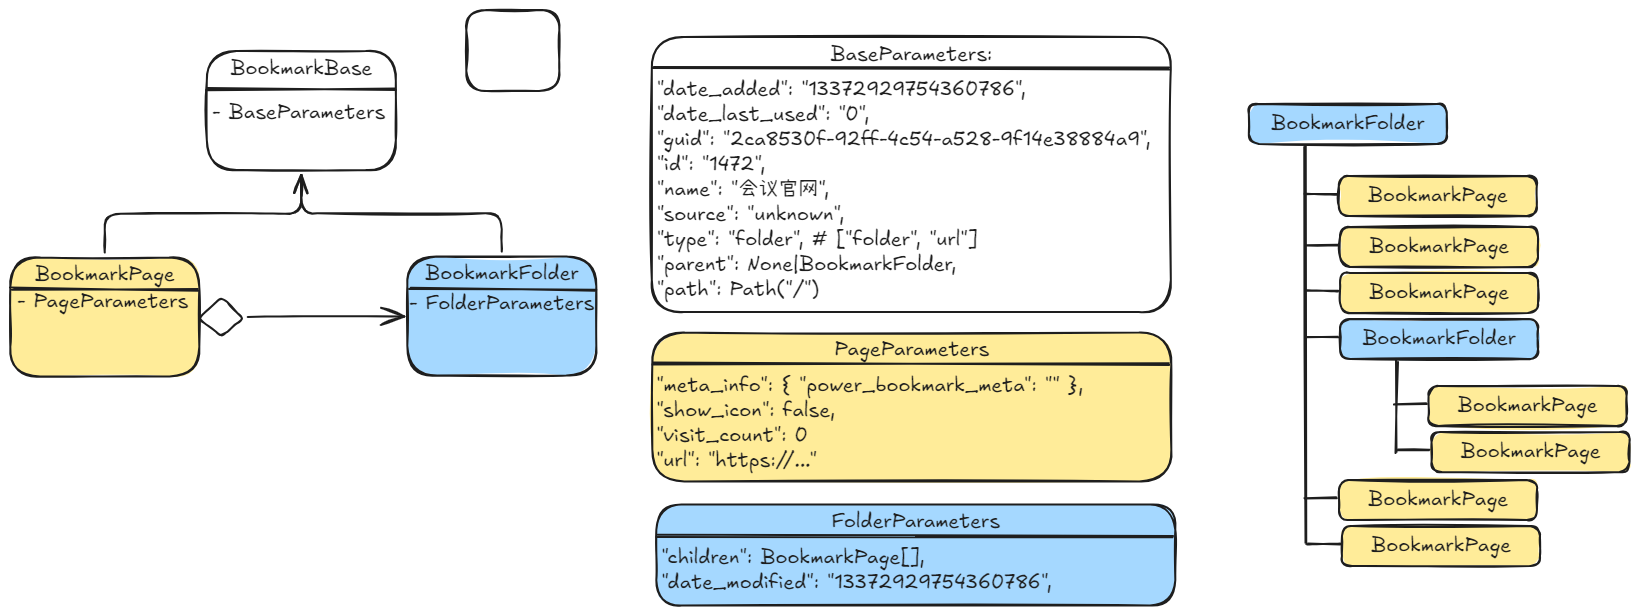 BookmarkBase
- BaseParameters
BookmarkPage
- PageParameters
BookmarkFolder
- FolderParameters
BaseParameters:
"date_added": "13372929754360786",
"date_last_used": "0",
"guid": "2ca8530f-92ff-4c54-a528-9f14e38884a9",
"id": "1472",
"name": "会议官网",
"source": "unknown",
"type": "folder", # ["folder", "url"]
"parent": None|BookmarkFolder,
"path": Path("/")
PageParameters
"meta_info": { "power_bookmark_meta": "" },
"show_icon": false,
"visit_count": 0
"url": "https://..."
FolderParameters
"children": BookmarkPage[],
"date_modified": "13372929754360786",
BookmarkFolder
BookmarkPage
BookmarkPage
BookmarkPage
BookmarkFolder
BookmarkPage
BookmarkPage
BookmarkPage
BookmarkPage